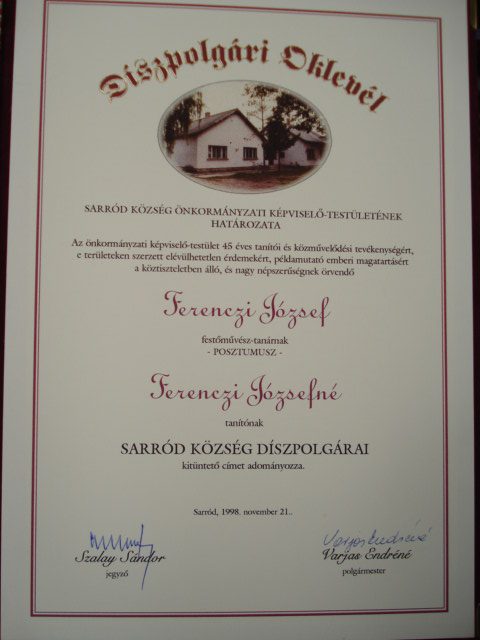 Díszpolgári Oklevél
SARRÓD KÖZSÉG ÖNKORMÁNYZATI KÉPVISELŐ-TESTÜLETÉNEK
HATÁROZATA
Az önkormányzati képviselő-testület 45 éves tanítói és közművelődési tevékenységért,
e területeken szerzett elévülhetetlen érdemekért, példamutató emberi magatartásért
a köztiszteletben álló, és nagy népszerűségnek örvendő
Ferenczi József
festőművész-tanárnak
- POSZTUMUSZ -
Ferenczi Józsefné
tanítónak
SARRÓD KÖZSÉG DÍSZPOLGÁRAI
kitüntető címet adományozza.
Sarród, 1998. november 21..
Varjas Endréné
Szalay Sándor
Varjas Endréné
jegyző
polgármester